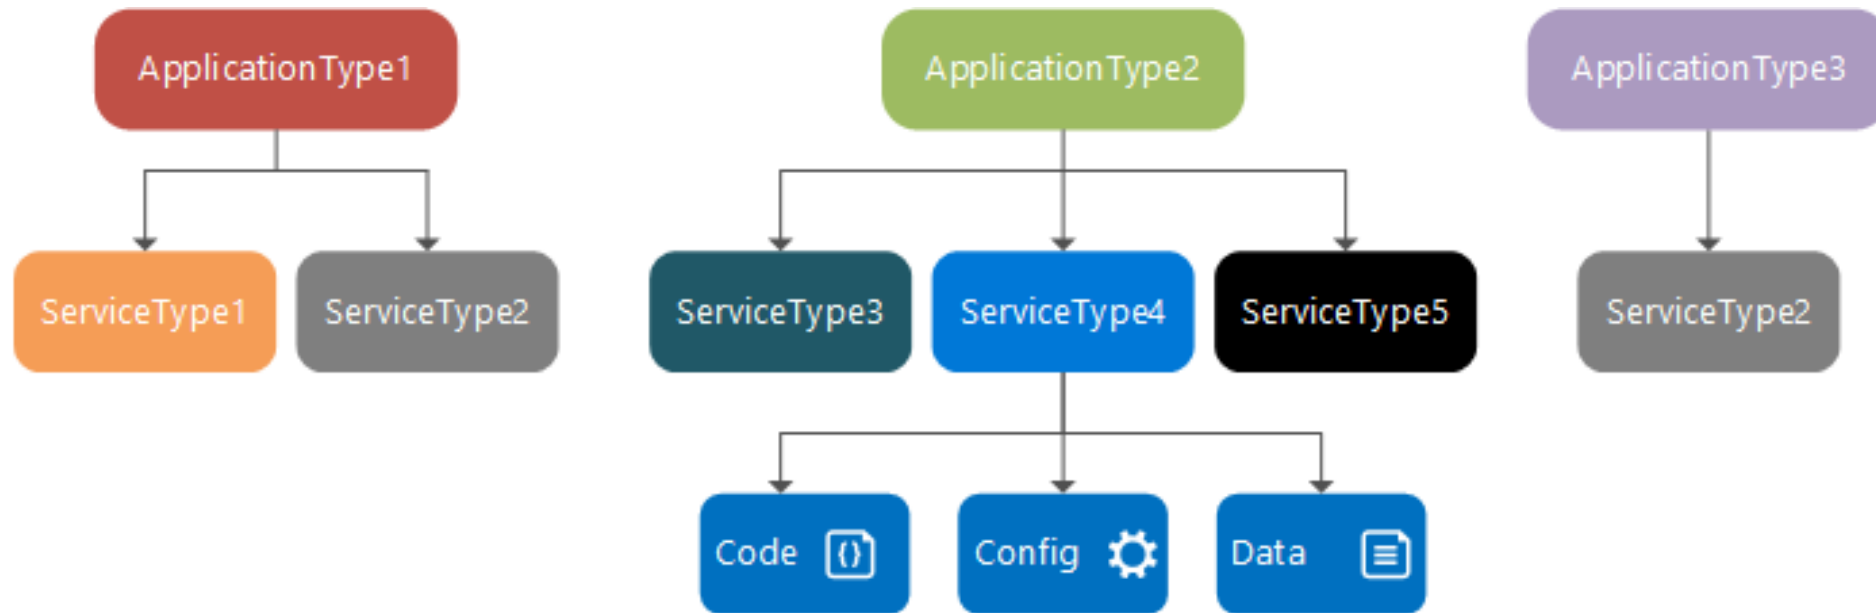 ApplicationType1
ApplicationType2
ApplicationType3
ServiceType1
ServiceType2
ServiceType3
ServiceType4
ServiceType5
ServiceType2
Code {}
Config
Data